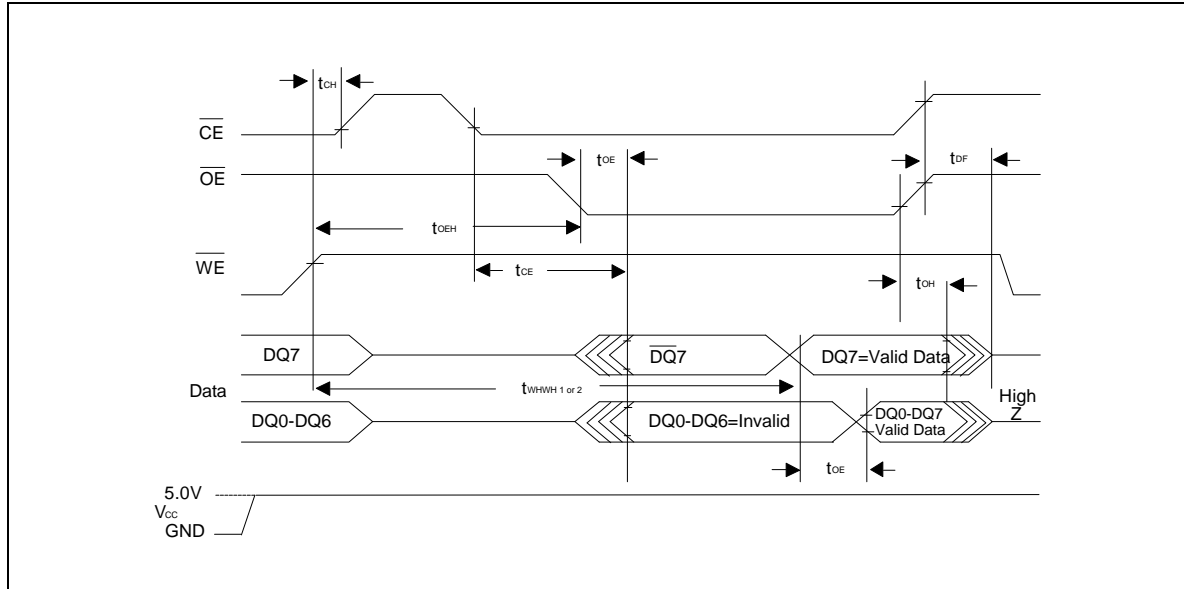 tCH
CE
tOE
tDF
OE
tOEH
WE
tCE
tOH
DQ7
DQ7
DQ7=Valid Data
Data
tWHWH 1 or 2
High
Z
DQ0-DQ6
DQ0-DQ6=Invalid
DQ0-DQ7
Valid Data
tOE
5.0V
Vcc
GND